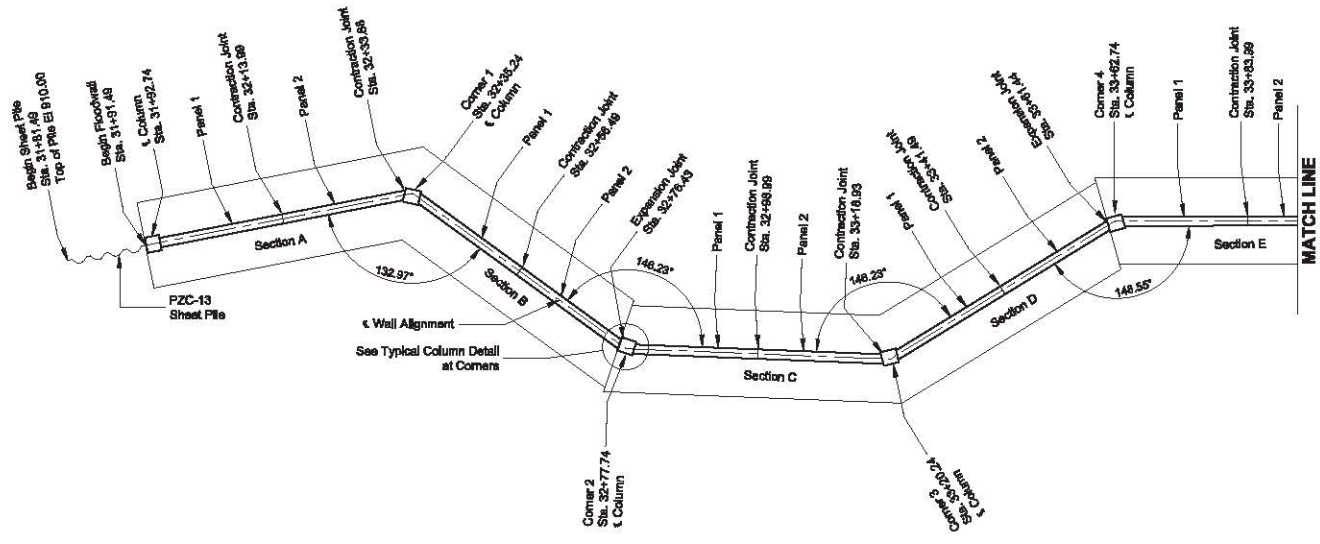 Begin Sheet Pile
Sta. 31+81.49
Top of Pile El 910.00
Begin Floodwall
Sta. 31+91.49
℄ Column
Sta. 31+92.74
Panel 1
Contraction Joint
Sta. 32+13.99
Panel 2
Contraction Joint
Sta. 32+33.86
Corner 1
Sta. 32+35.24
℄ Column
Panel 1
Contraction Joint
Sta. 32+56.49
Panel 2
Expansion Joint
Sta. 32+76.43
Panel 1
Contraction Joint
Sta. 32+98.99
Panel 2
Contraction Joint
Sta. 33+18.93
Panel 1
Contraction Joint
Sta. 33+41.49
Panel 2
Expansion Joint
Sta. 33+61.44
Corner 4
Sta. 33+62.74
℄ Column
Panel 1
Contraction Joint
Sta. 33+83.99
Panel 2
MATCH LINE
Section A
132.97°
Section B
148.23°
148.23°
Section C
Section D
148.55°
Section E
PZC-13
Sheet Pile
℄ Wall Alignment
See Typical Column Detail
at Corners
Corner 2
Sta. 32+77.74
℄ Column
Corner 3
Sta. 33+20.24
℄ Column